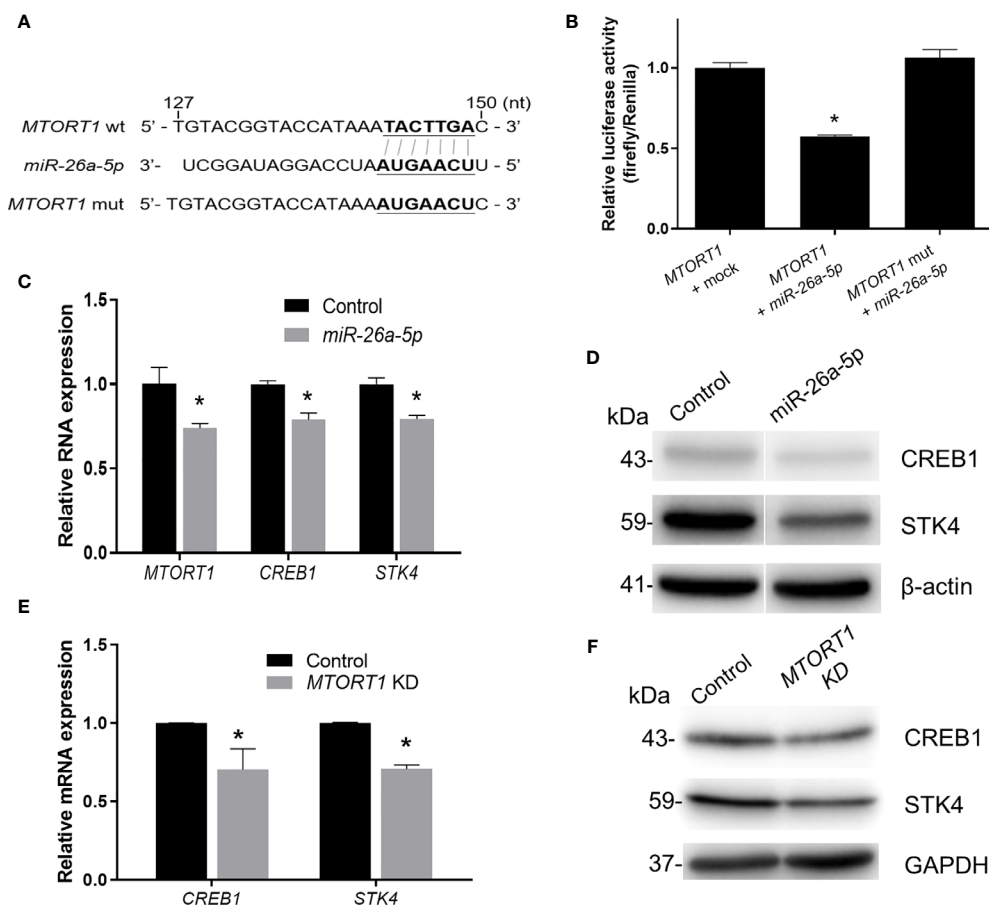 A
127 150 (nt)
MTORT1 wt 5' - TGTACGGTACCATAAATACTTGAC - 3'
miR-26a-5p 3'- UCGGAUAGGACCUAAUGAACUU - 5'
MTORT1 mut 5'- TGTACGGTACCATAAAAUGAACUC - 3'
B
Relative luciferase activity
(firefly/Renilla)
1.0
0.5
0.0
*
MTORT1
+ mock
MTORT1
+ miR-26a-5p
MTORT1 mut
+ miR-26a-5p
C
Relative RNA expression
1.5
1.0
0.5
0.0
Control
miR-26a-5p
* * *
MTORT1 CREB1 STK4
D
kDa Control miR-26a-5p
43- CREB1
59- STK4
41- β-actin
E
Relative mRNA expression
1.5
1.0
0.5
0.0
Control
MTORT1 KD
* *
CREB1 STK4
F
kDa Control MTORT1
KD
43- CREB1
59- STK4
37- GAPDH